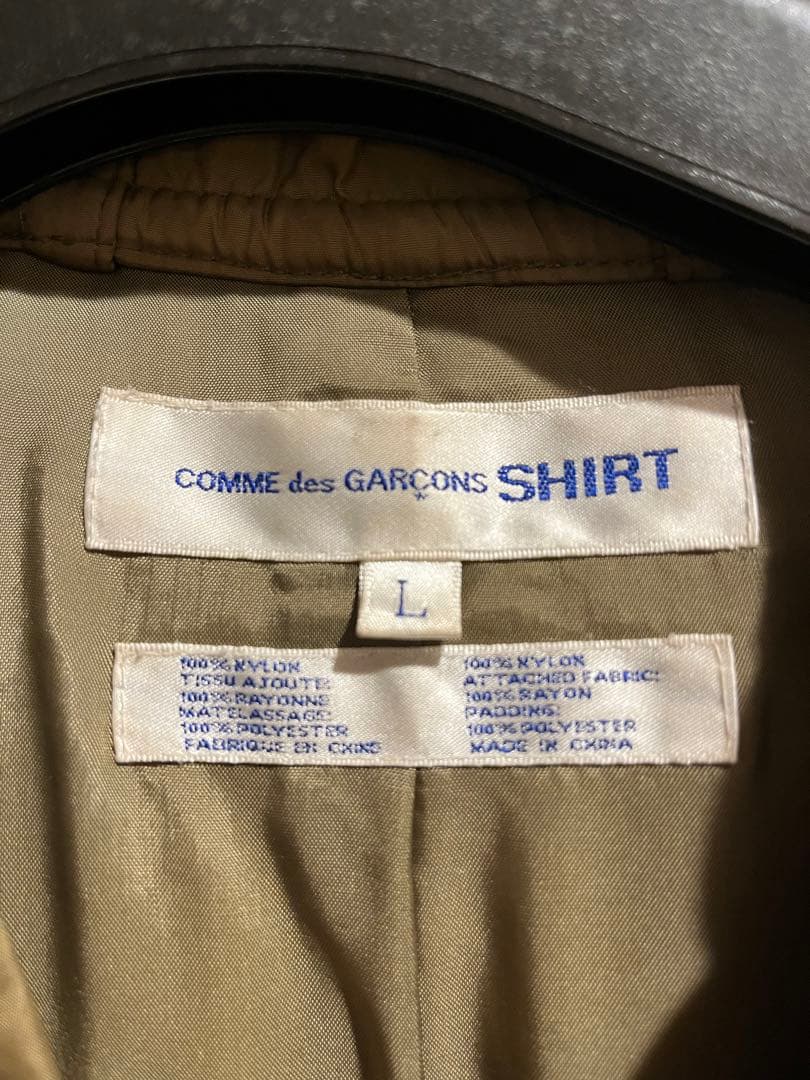 COMME des GARÇONS SHIRT
L
100% NYLON
TISSU AJOUTE:
100% RAYONNE
MATELASSAGE:
100% POLYESTER
FABRIQUE EN CHINE
100% NYLON
ATTACHED FABRIC:
100% RAYON
PADDING:
100% POLYESTER
MADE IN CHINA